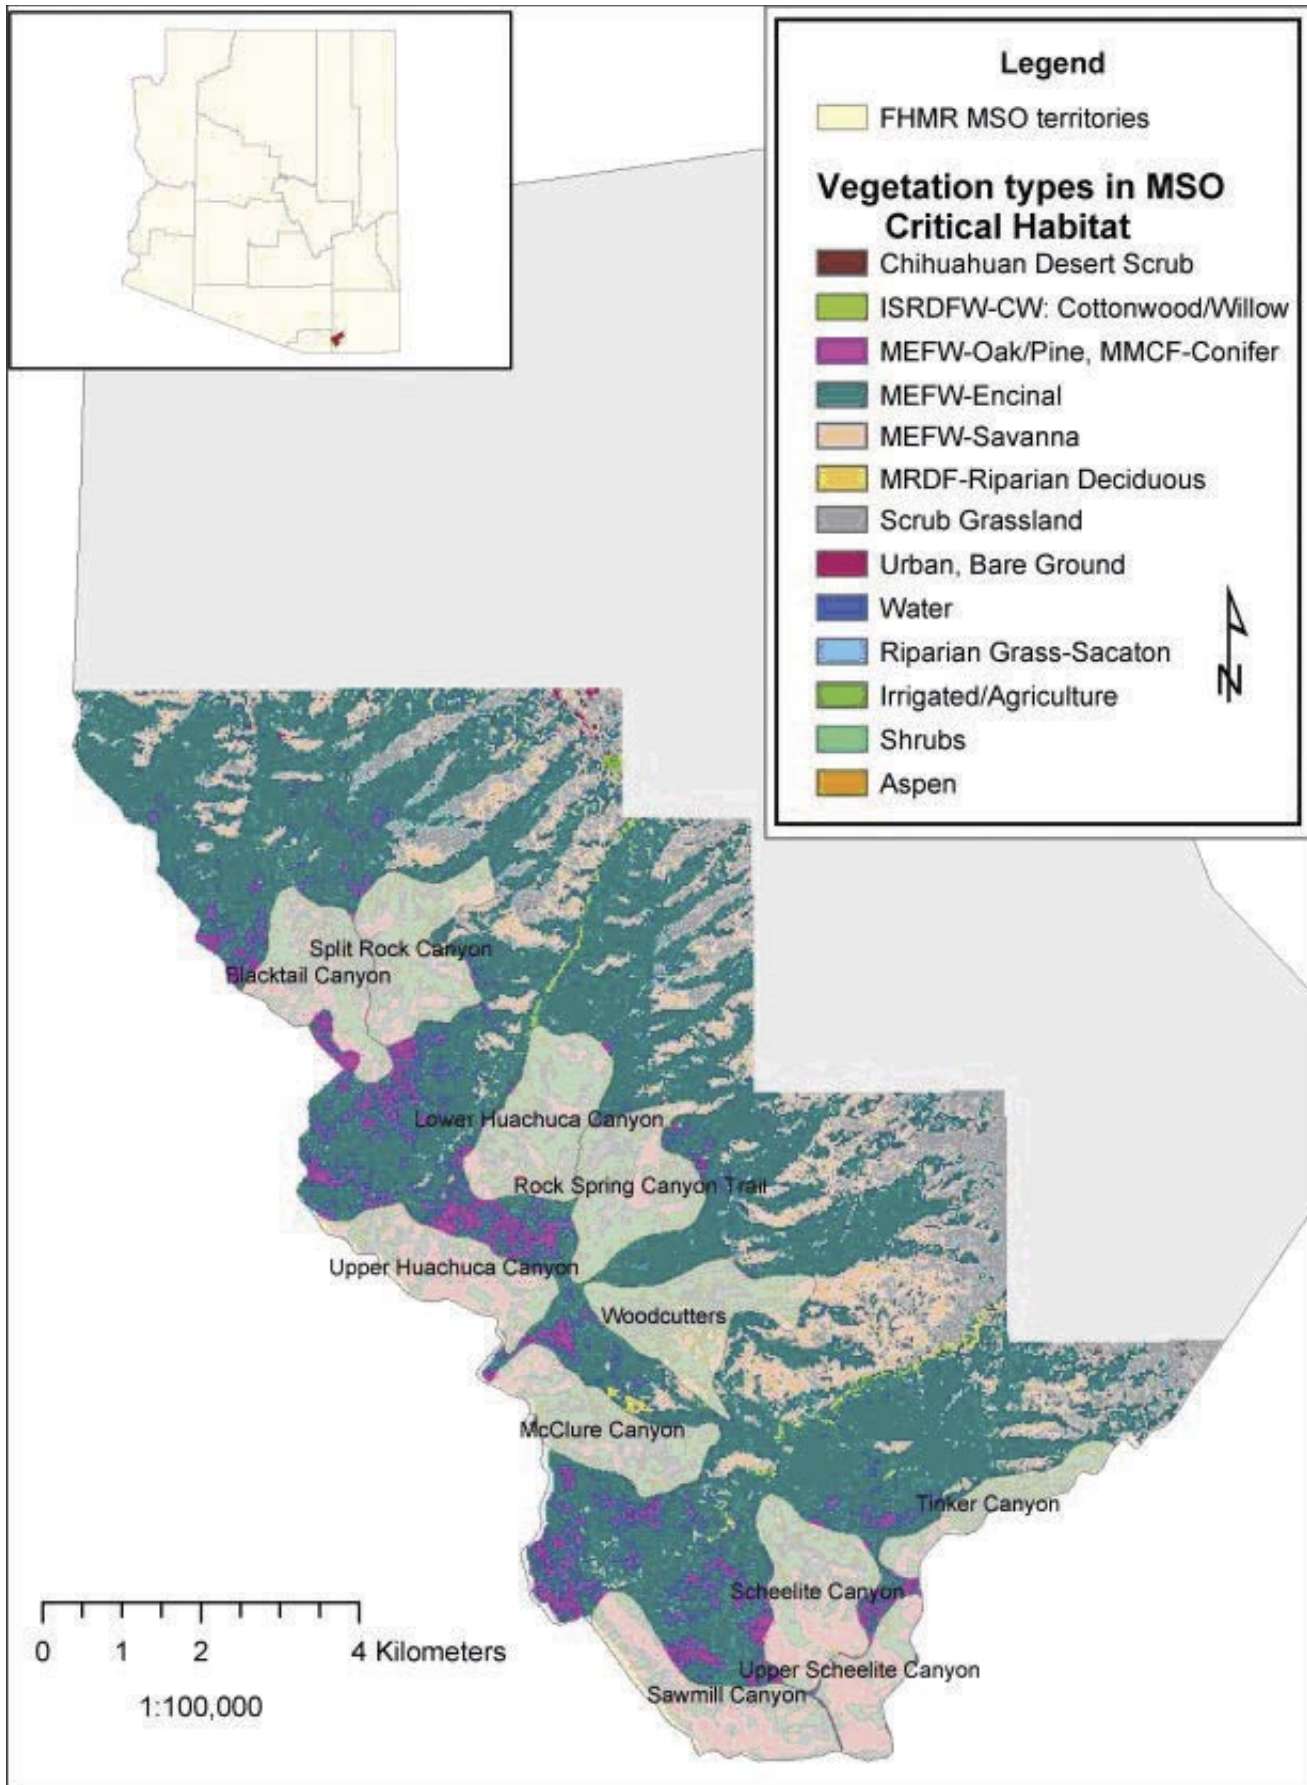 Legend
FHMR MSO territories
Vegetation types in MSO
Critical Habitat
Chihuahuan Desert Scrub
ISRDFW-CW: Cottonwood/Willow
MEFW-Oak/Pine, MMCF-Conifer
MEFW-Encinal
MEFW-Savanna
MRDF-Riparian Deciduous
Scrub Grassland
Urban, Bare Ground
Water
Riparian Grass-Sacaton
Irrigated/Agriculture
Shrubs
Aspen
N
Split Rock Canyon
Blacktail Canyon
Lower Huachuca Canyon
Rock Spring Canyon Trail
Upper Huachuca Canyon
Woodcutters
McClure Canyon
Tinker Canyon
Scheelite Canyon
Upper Scheelite Canyon
Sawmill Canyon
0 1 2 4 Kilometers
1:100,000